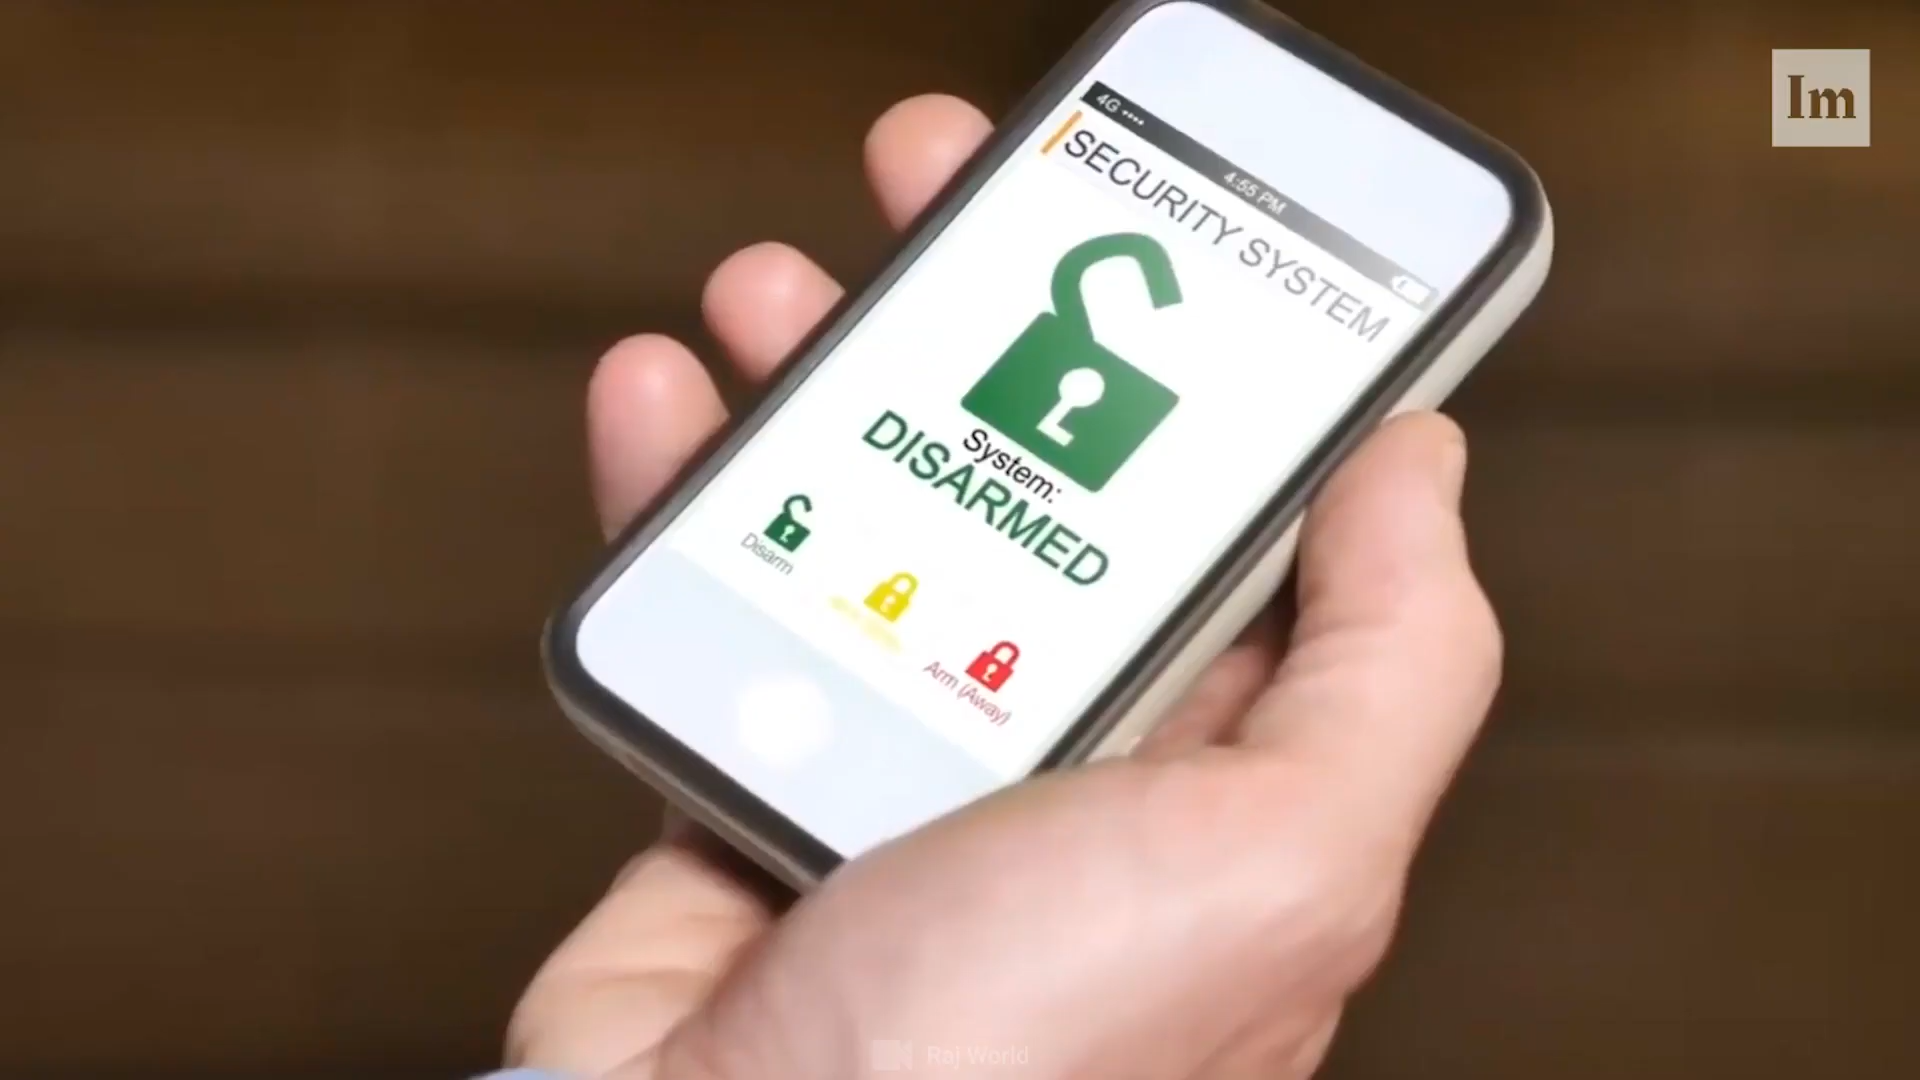 Im
4G
4:55 PM
SECURITY SYSTEM
System:
DISARMED
Disarm
Arm (Away)
Raj World